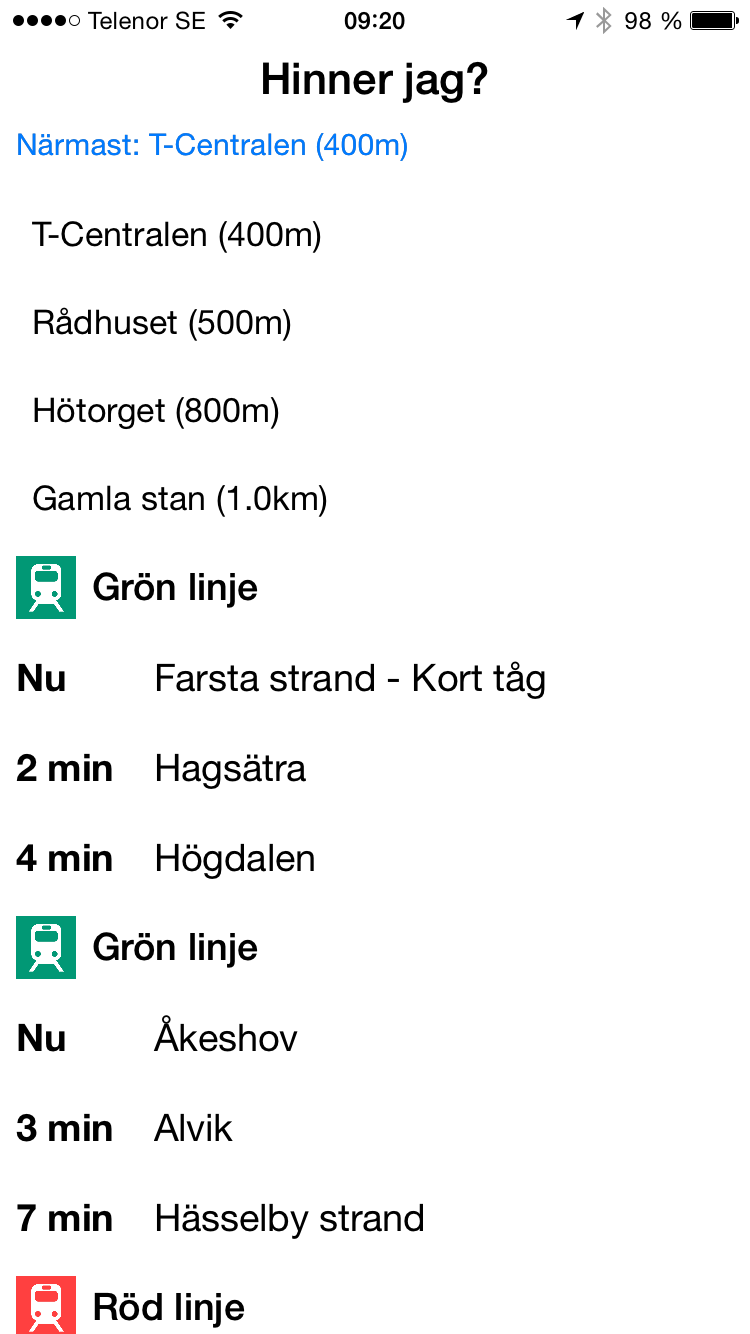 Telenor SE 09:20 98 %
Hinner jag?
Närmast: T-Centralen (400m)
T-Centralen (400m)
Rådhuset (500m)
Hötorget (800m)
Gamla stan (1.0km)
Grön linje
Nu Farsta strand - Kort tåg
2 min Hagsätra
4 min Högdalen
Grön linje
Nu Åkeshov
3 min Alvik
7 min Hässelby strand
Röd linje